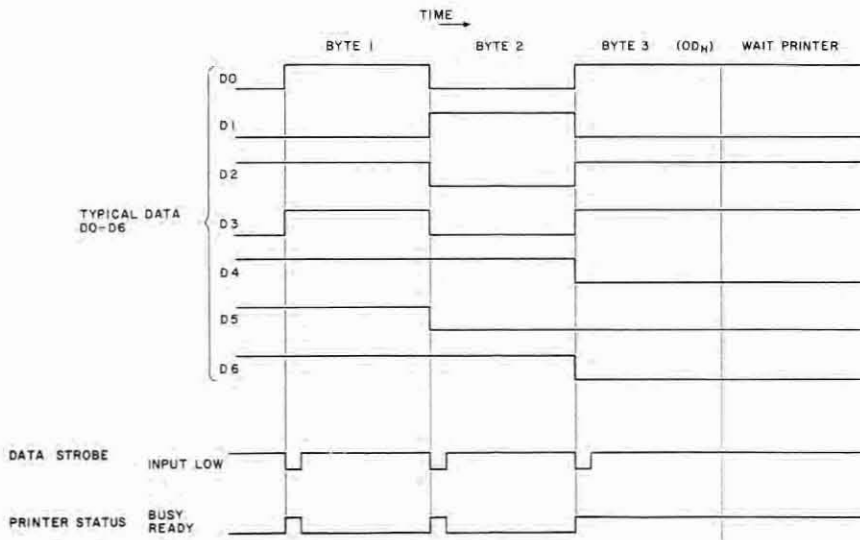 TIME
BYTE 1 BYTE 2 BYTE 3 (ODH) WAIT PRINTER
D0
D1
D2
TYPICAL DATA
D0-D6
D3
D4
D5
D6
DATA STROBE INPUT LOW
PRINTER STATUS BUSY
READY